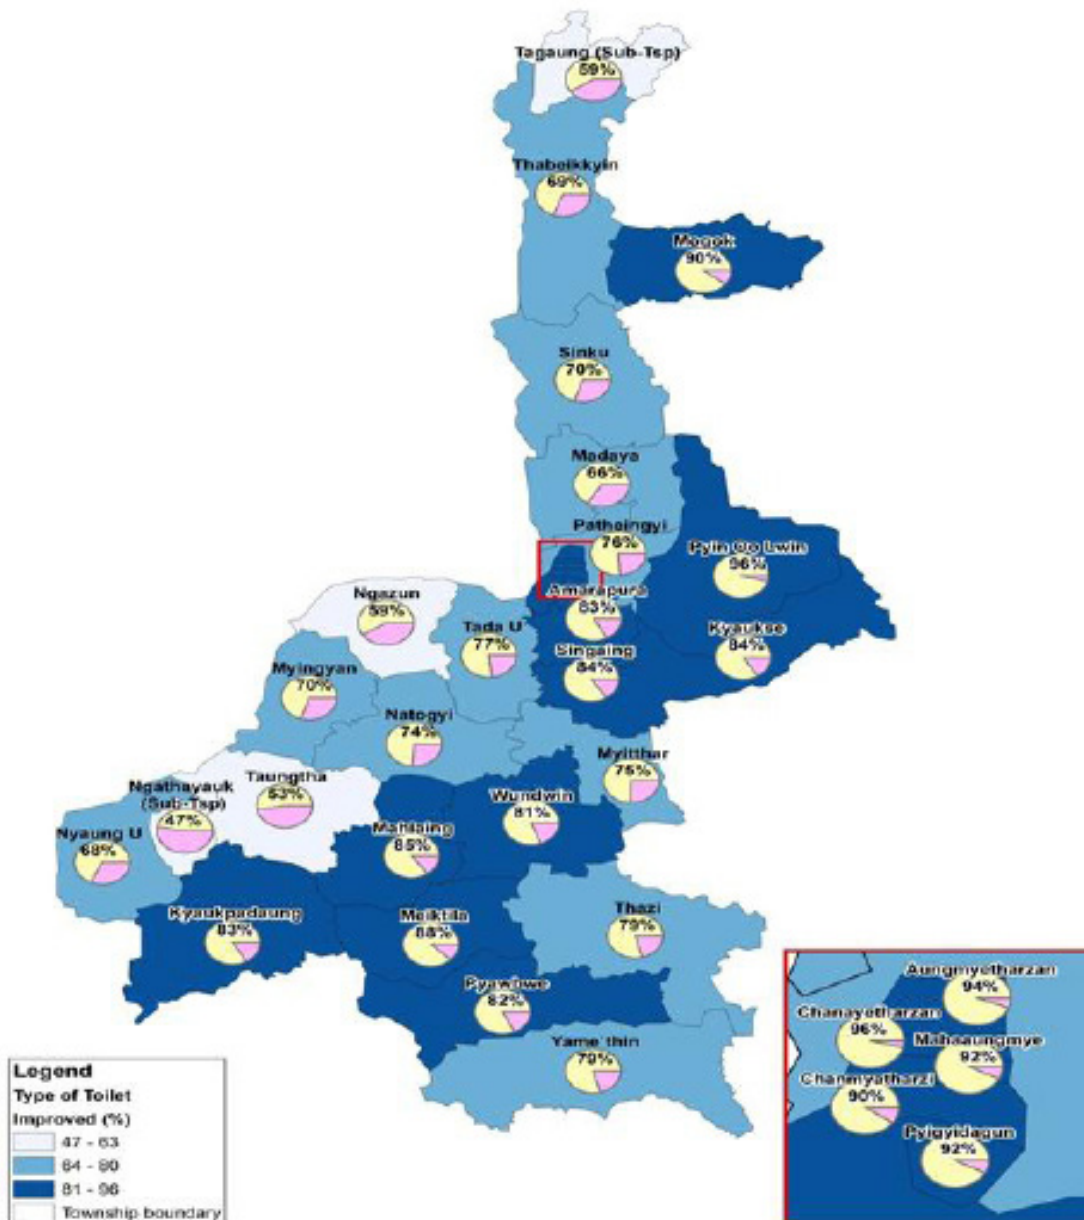 Tagaung (Sub-Tsp)
59%
Thabeikkyin
69%
Mogok
90%
Sinku
70%
Madaya
66%
Patheingyi
76%
Pyin Oo Lwin
96%
Amarapura
83%
Ngazun
59%
Tada U
77%
Kyaukse
84%
Singaing
84%
Myingyan
70%
Natogyi
74%
Myitthar
75%
Taungtha
53%
Ngathayauk
(Sub-Tsp)
47%
Wundwin
81%
Nyaung U
68%
Mahlaing
85%
Kyaukpadaung
83%
Meiktila
88%
Thazi
79%
Pyawbwe
82%
Yame`thin
79%
Aungmyetharzan
94%
Chanayetharzan
96%
Mahaaungmye
92%
Chanmyatharzi
90%
Pyigyidagun
92%
Legend
Type of Toilet
Improved (%)
47 - 63
64 - 80
81 - 96
Township boundary